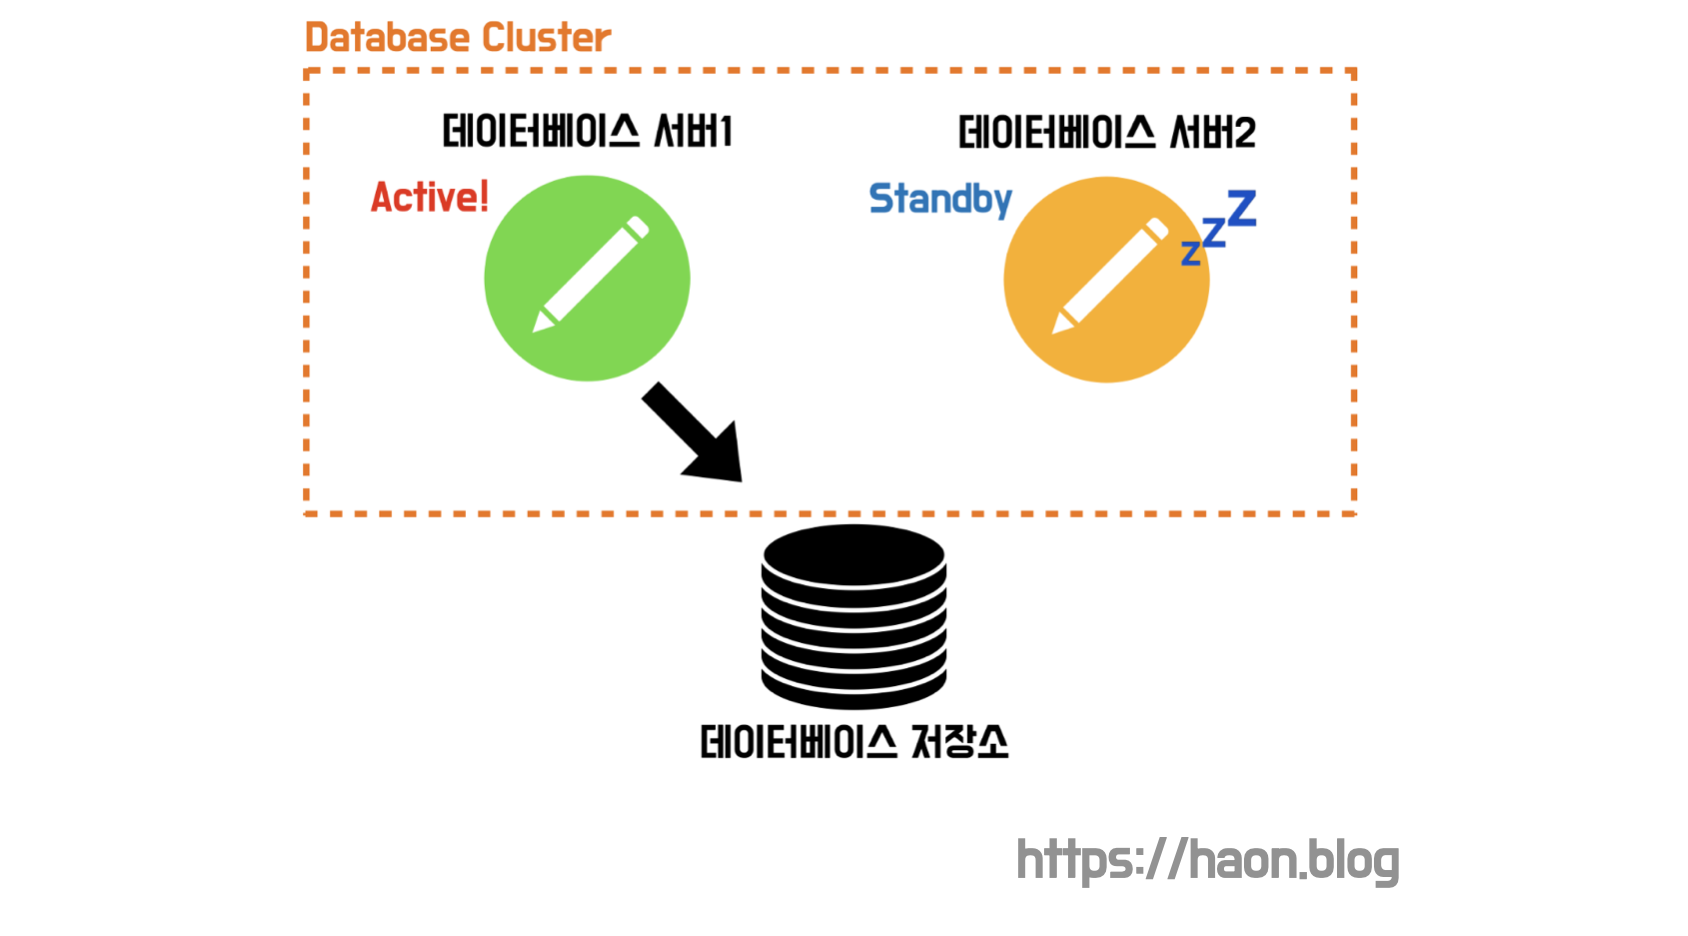 Database Cluster
데이터베이스 서버1
데이터베이스 서버2
Active!
Standby
z z Z
데이터베이스 저장소
https://haon.blog